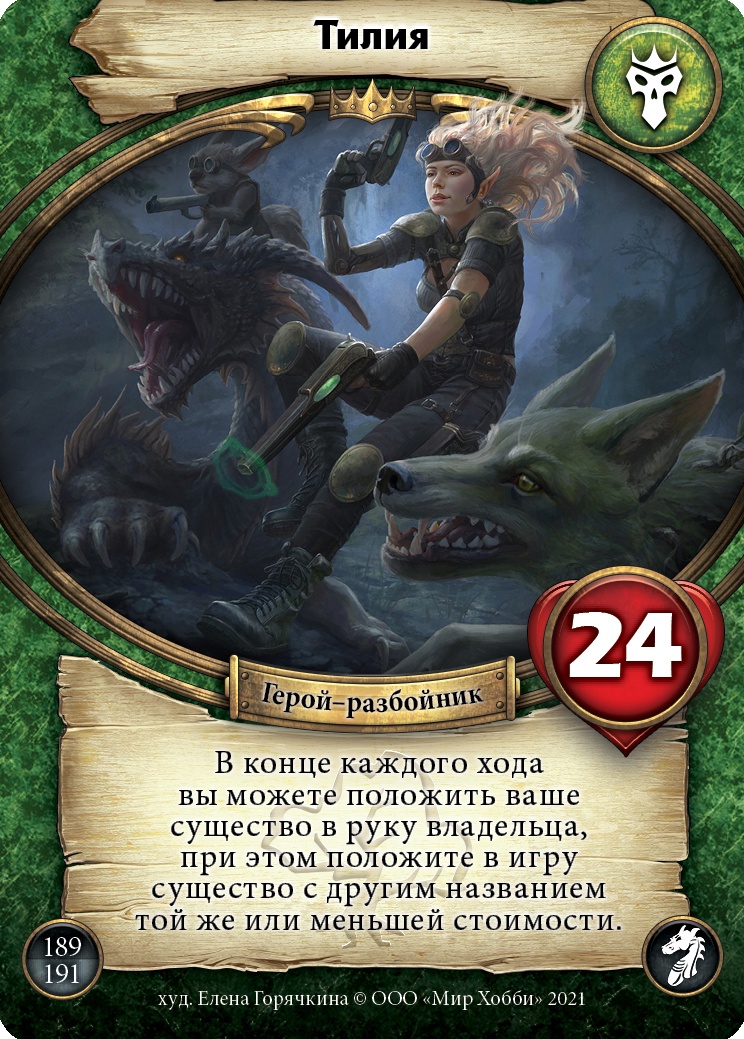 Тилия
24
Герой-разбойник
В конце каждого хода
вы можете положить ваше
существо в руку владельца,
при этом положите в игру
существо с другим названием
той же или меньшей стоимости.
189
191
худ. Елена Горячкина © ООО «Мир Хобби» 2021